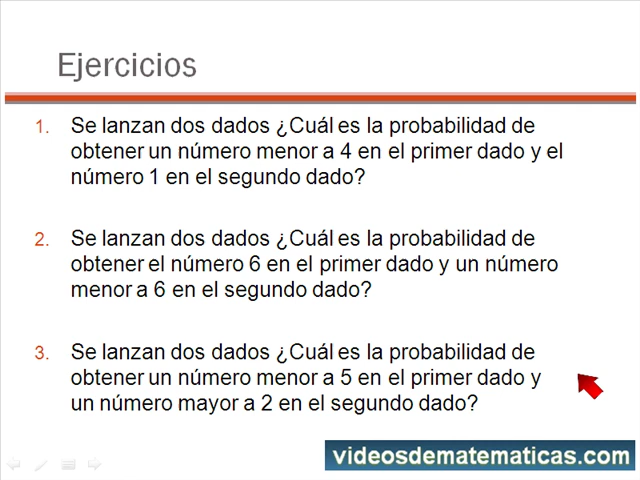 Ejercicios
1. Se lanzan dos dados ¿Cuál es la probabilidad de
obtener un número menor a 4 en el primer dado y el
número 1 en el segundo dado?
2. Se lanzan dos dados ¿Cuál es la probabilidad de
obtener el número 6 en el primer dado y un número
menor a 6 en el segundo dado?
3. Se lanzan dos dados ¿Cuál es la probabilidad de
obtener un número menor a 5 en el primer dado y
un número mayor a 2 en el segundo dado?
videosdematematicas.com